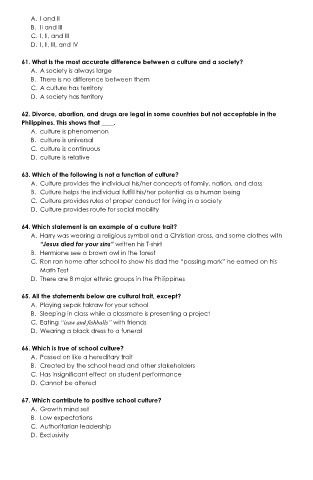 A. I and II
B. II and III
C. I, II, and III
D. I, II, III, and IV
61. What is the most accurate difference between a culture and a society?
A. A society is always large
B. There is no difference between them
C. A culture has territory
D. A society has territory
62. Divorce, abortion, and drugs are legal in some countries but not acceptable in the
Philippines. This shows that ____.
A. culture is phenomenon
B. culture is universal
C. culture is continuous
D. culture is relative
63. Which of the following is not a function of culture?
A. Culture provides the individual his/her concepts of family, nation, and class
B. Culture helps the individual fulfill his/her potential as a human being
C. Culture provides rules of proper conduct for living in a society
D. Culture provides route for social mobility
64. Which statement is an example of a culture trait?
A. Harry was wearing a religious symbol and a Christian cross, and some clothes with
"Jesus died for your sins" written his T-shirt
B. Hermione saw a brown owl in the forest
C. Ron ran home after school to show his dad the "passing mark" he earned on his
Math Test
D. There are 8 major ethnic groups in the Philippines
65. All the statements below are cultural trait, except?
A. Playing sepak takraw for your school
B. Sleeping in class while a classmate is presenting a project
C. Eating "isaw and fishballs" with friends
D. Wearing a black dress to a funeral
66. Which is true of school culture?
A. Passed on like a hereditary trait
B. Created by the school head and other stakeholders
C. Has insignificant effect on student performance
D. Cannot be altered
67. Which contribute to positive school culture?
A. Growth mind set
B. Low expectations
C. Authoritarian leadership
D. Exclusivity